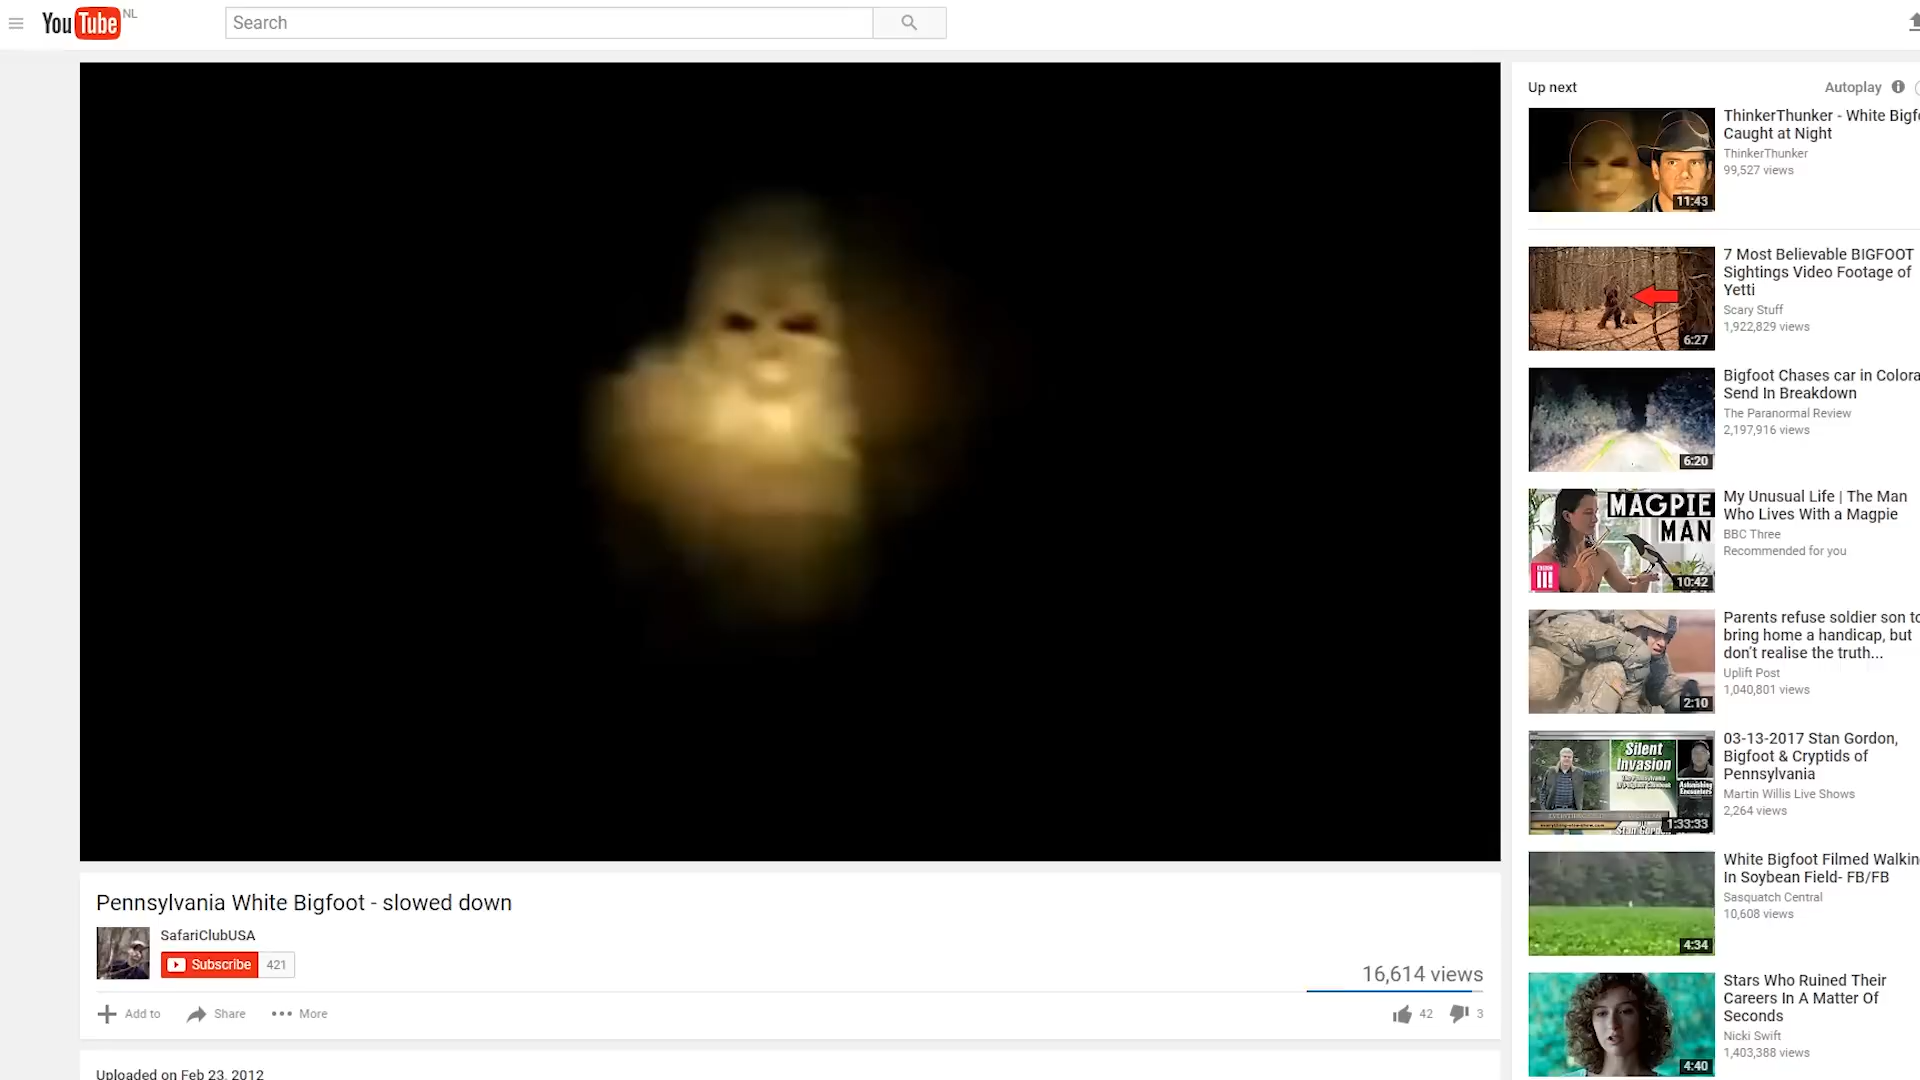 YouTube NL
Search
Up next
Autoplay
ThinkerThunker - White Bigfo
Caught at Night
ThinkerThunker
99,527 views
11:43
7 Most Believable BIGFOOT
Sightings Video Footage of
Yetti
Scary Stuff
1,922,829 views
6:27
Bigfoot Chases car in Colora
Send In Breakdown
The Paranormal Review
2,197,916 views
6:20
MAGPIE
MAN
10:42
My Unusual Life | The Man
Who Lives With a Magpie
BBC Three
Recommended for you
Parents refuse soldier son to
bring home a handicap, but
don't realise the truth...
Uplift Post
1,040,801 views
2:10
Silent
Invasion
1:33:33
03-13-2017 Stan Gordon,
Bigfoot & Cryptids of
Pennsylvania
Martin Willis Live Shows
2,264 views
White Bigfoot Filmed Walkin
In Soybean Field- FB/FB
Sasquatch Central
10,608 views
4:34
Stars Who Ruined Their
Careers In A Matter Of
Seconds
Nicki Swift
1,403,388 views
4:40
Pennsylvania White Bigfoot - slowed down
SafariClubUSA
Subscribe 421
16,614 views
Add to Share More
42 3
Uploaded on Feb 23, 2012